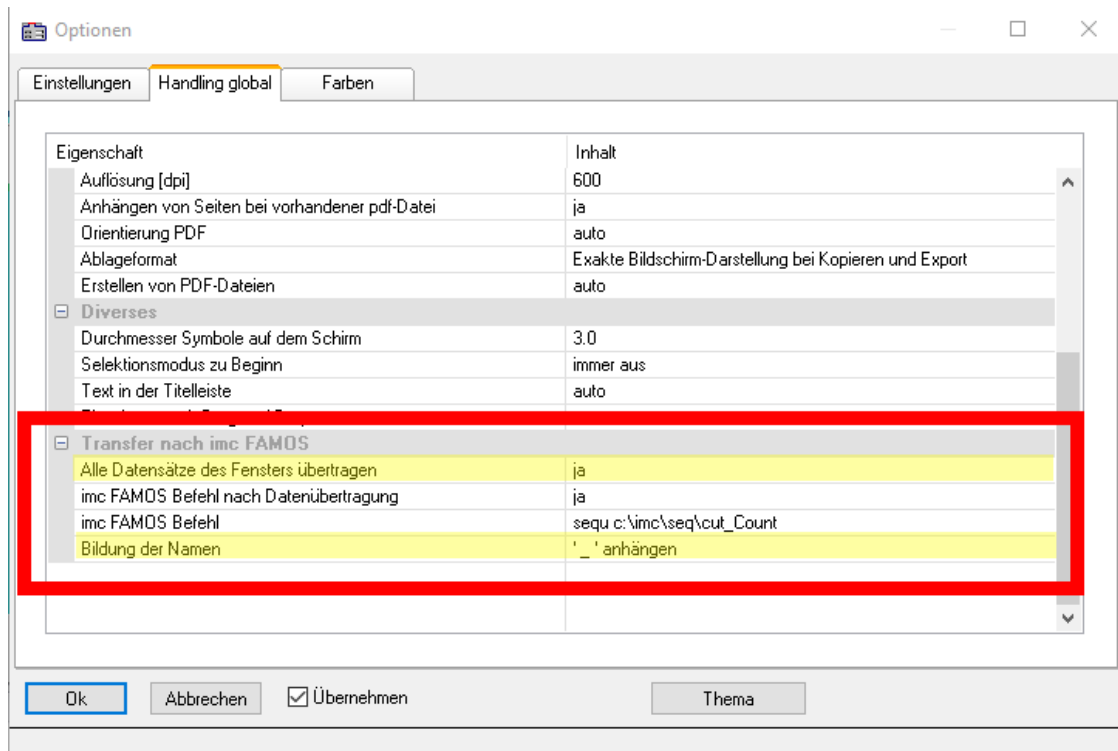 Optionen
Einstellungen Handling global Farben
Eigenschaft Inhalt
Auflösung [dpi] 600
Anhängen von Seiten bei vorhandener pdf-Datei ja
Orientierung PDF auto
Ablageformat Exakte Bildschirm-Darstellung bei Kopieren und Export
Erstellen von PDF-Dateien auto
Diverses
Durchmesser Symbole auf dem Schirm 3.0
Selektionsmodus zu Beginn immer aus
Text in der Titelleiste auto
Transfer nach imc FAMOS
Alle Datensätze des Fensters übertragen ja
imc FAMOS Befehl nach Datenübertragung ja
imc FAMOS Befehl sequ c:\imc\seq\cut_Count
Bildung der Namen ' _ ' anhängen
Ok Abbrechen Übernehmen Thema